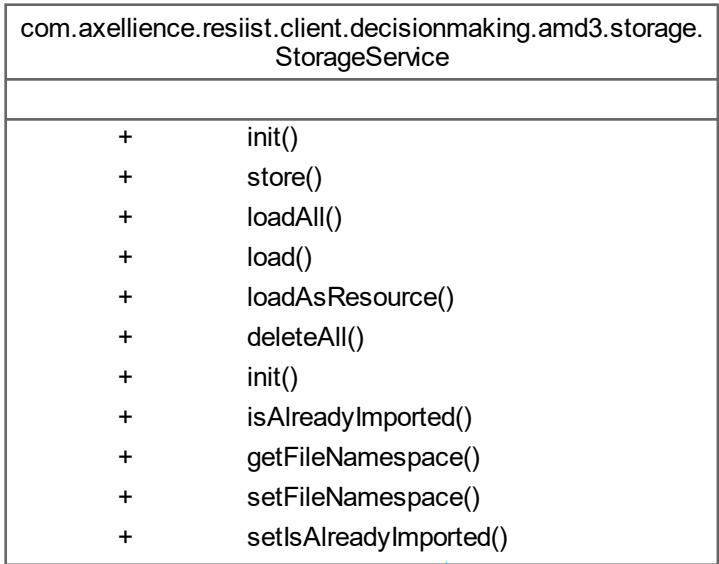 com.axellience.resiist.client.decisionmaking.amd3.storage.
StorageService
+ init()
+ store()
+ loadAll()
+ load()
+ loadAsResource()
+ deleteAll()
+ init()
+ isAlreadyImported()
+ getFileNamespace()
+ setFileNamespace()
+ setIsAlreadyImported()